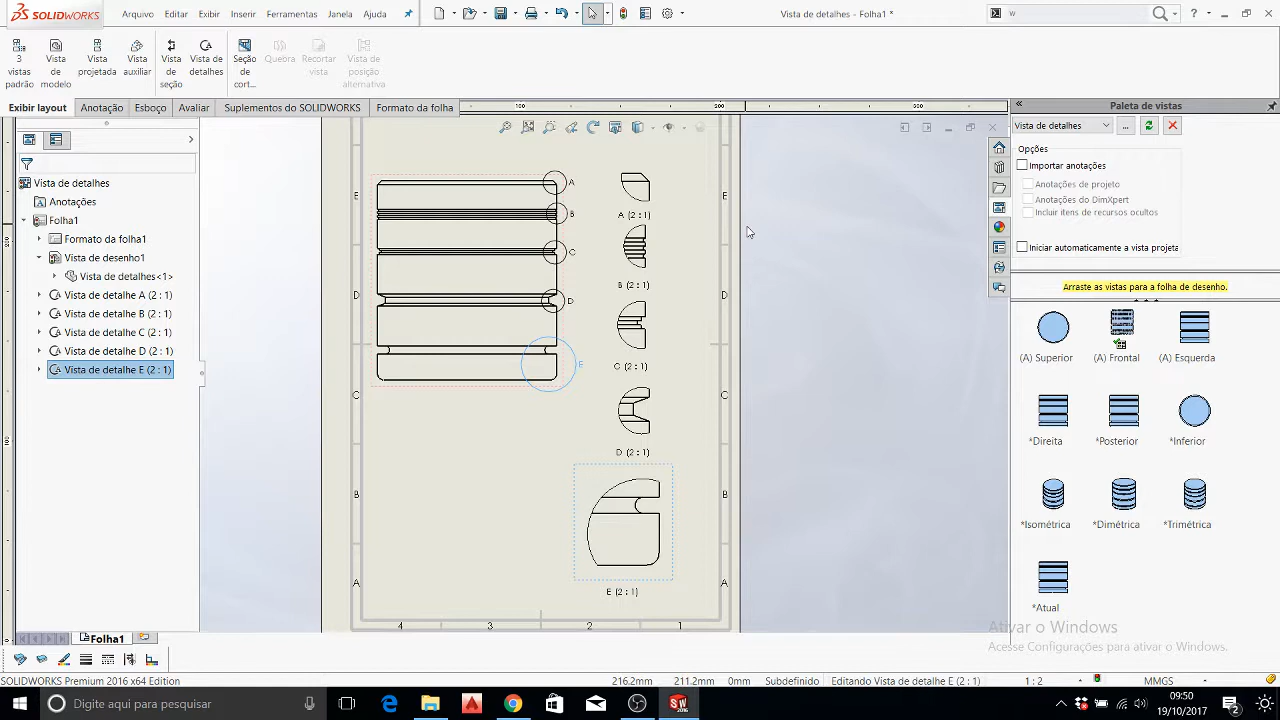 SOLIDWORKS
Arquivo Editar Exibir Inserir Ferramentas Janela Ajuda
Vista de detalhes - Folha1 *
w
3 vistas padrão
Vista de modelo
Vista projetada
Vista auxiliar
Vista de seção
Vista de detalhes
Seção de cort...
Quebra
Recortar vista
Vista de posição alternativa
Exibir layout Anotação Esboço Avaliar Suplementos do SOLIDWORKS Formato da folha
Vista de detalhes
Anotações
Folha1
Formato da folha1
Vista de desenho1
Vista de detalhes<1>
Vista de detalhe A (2 : 1)
Vista de detalhe B (2 : 1)
Vista de detalhe C (2 : 1)
Vista de detalhe D (2 : 1)
Vista de detalhe E (2 : 1)
E
D
C
B
A
A
B
C
D
E
A (2 : 1)
B (2 : 1)
C (2 : 1)
D (2 : 1)
E (2 : 1)
E
D
C
B
A
4 3 2 1
Paleta de vistas
Vista de detalhes
...
Opções
Importar anotações
Anotações de projeto
Anotações do DimXpert
Incluir itens de recursos ocultos
Iniciar automaticamente a vista projeta
Arraste as vistas para a folha de desenho.
(A) Superior (A) Frontal (A) Esquerda
*Direita *Posterior *Inferior
*Isométrica *Dimétrica *Trimétrica
*Atual
Ativar o Windows
Acesse Configurações para ativar o Windows.
Folha1
SOLIDWORKS Premium 2016 x64 Edition
216.2mm 211.2mm 0mm Subdefinido Editando Vista de detalhe E (2 : 1) 1 : 2 MMGS
Digite aqui para pesquisar
09:50
19/10/2017
2